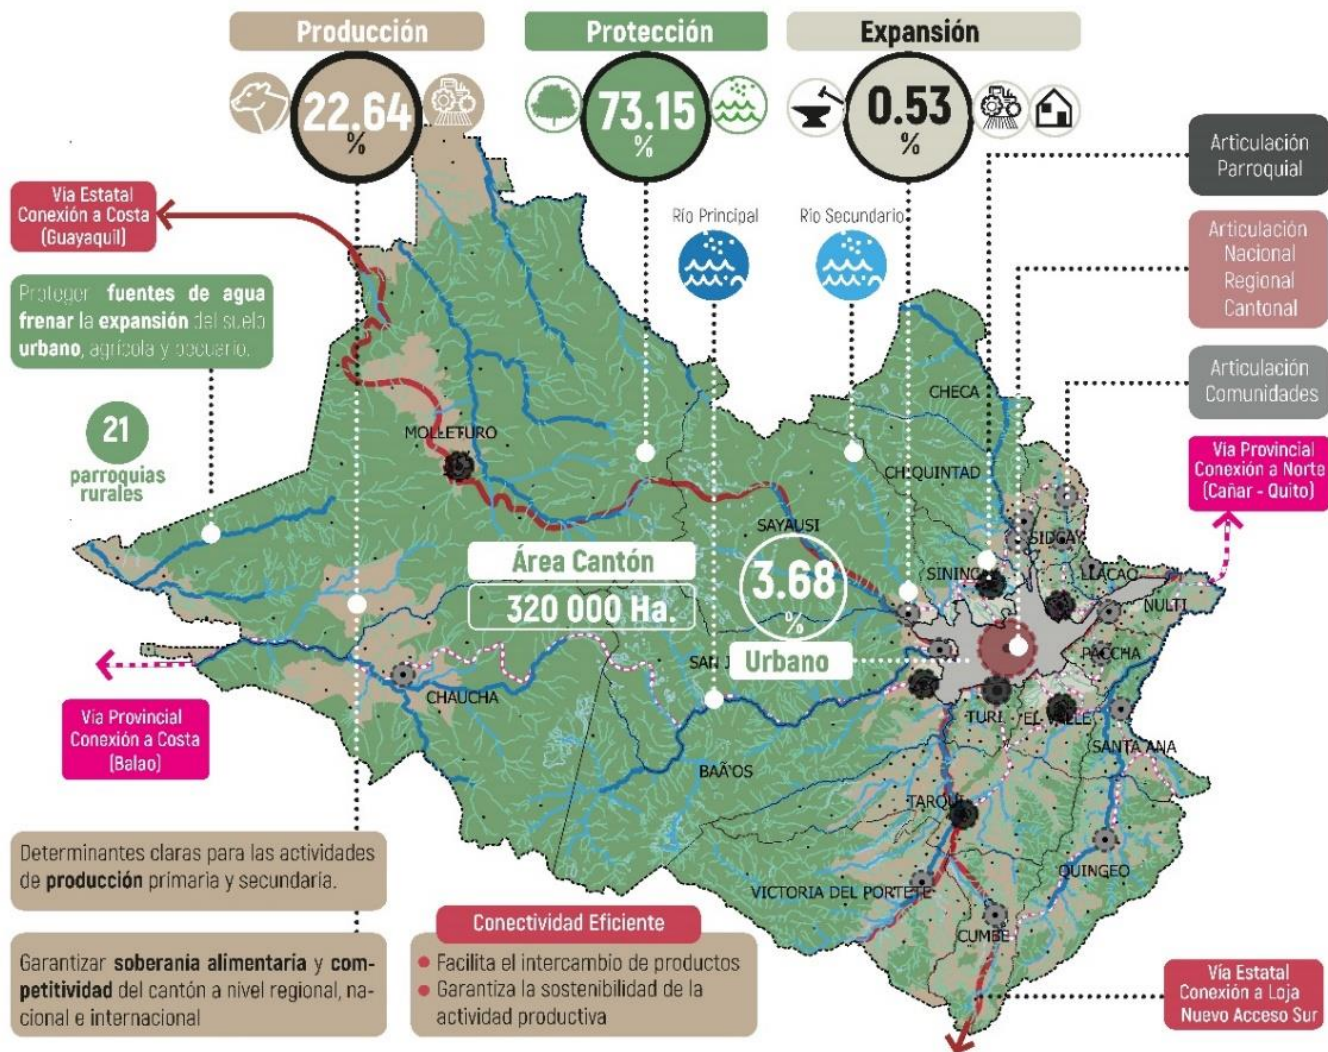 Producción
22.64
%
Protección
73.15
%
Expansión
0.53
%
Articulación
Parroquial
Vía Estatal
Conexión a Costa
(Guayaquil)
Río Principal
Río Secundario
Articulación
Nacional
Regional
Cantonal
Proteger fuentes de agua
frenar la expansión del suelo
urbano, agrícola y pecuario.
Articulación
Comunidades
21
parroquias
rurales
Vía Provincial
Conexión a Norte
(Cañar - Quito)
CHECA
MOLLETURO
CHIQUINTAD
SAYAUSI
SIDCAY
SININC
LLACAO
NULTI
Área Cantón
320 000 Ha.
3.68
%
Urbano
SAN J
PACCHA
CHAUCHA
TURI
EL VALLE
SANTA ANA
Vía Provincial
Conexión a Costa
(Balao)
BAÃ'OS
TARQUI
QUINGEO
VICTORIA DEL PORTETE
CUMBE
Determinantes claras para las actividades
de producción primaria y secundaria.
Garantizar soberanía alimentaria y com-
petitividad del cantón a nivel regional, na-
cional e internacional
Conectividad Eficiente
Facilita el intercambio de productos
Garantiza la sostenibilidad de la
actividad productiva
Vía Estatal
Conexión a Loja
Nuevo Acceso Sur